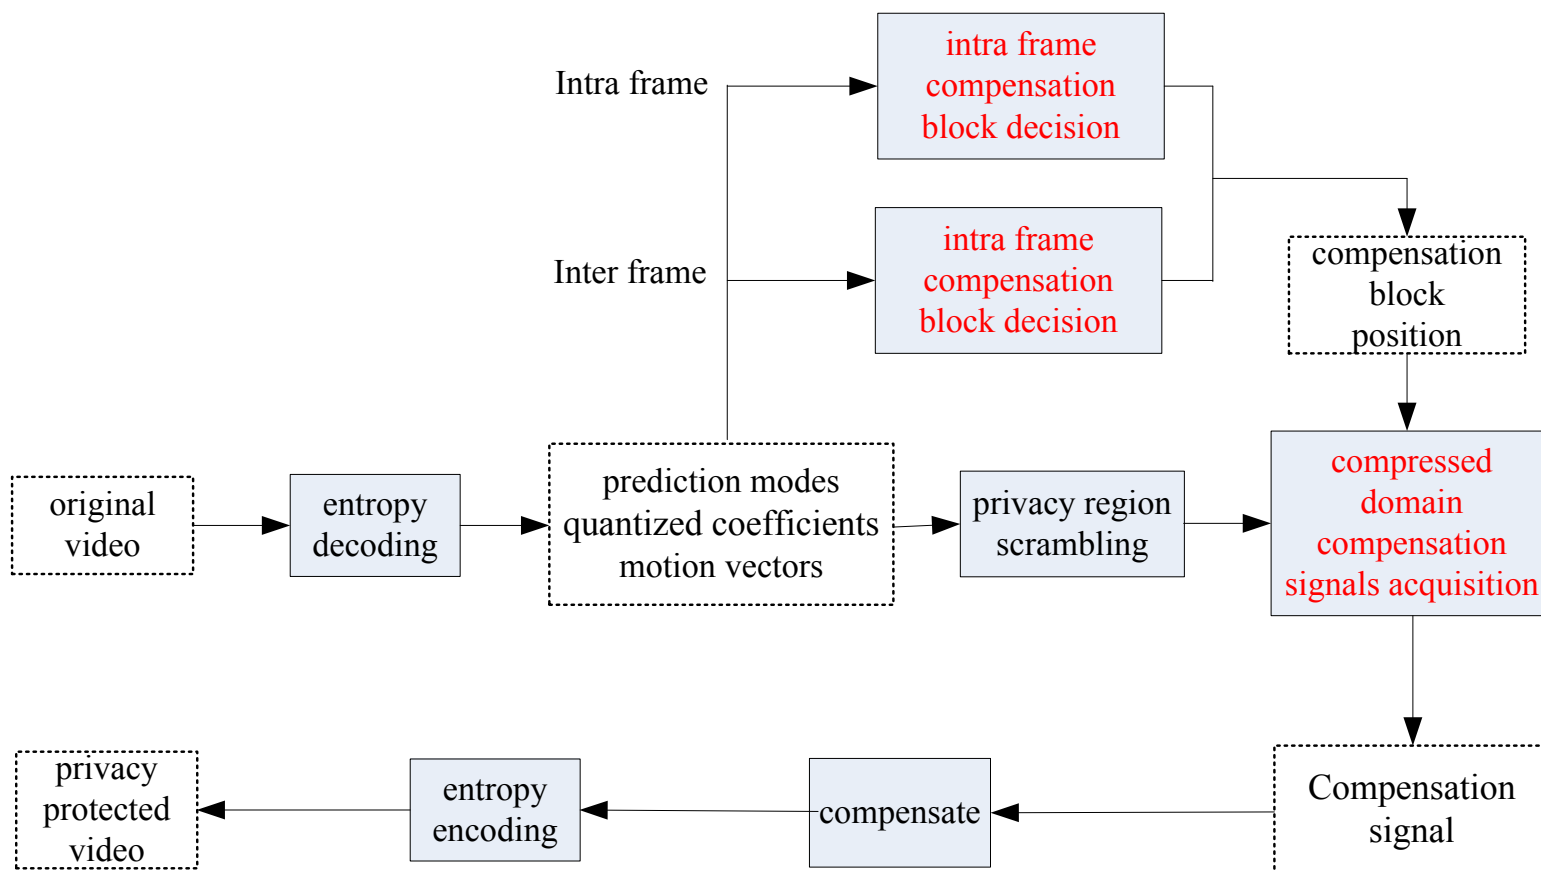 Intra frame
intra frame
compensation
block decision
Inter frame
intra frame
compensation
block decision
compensation
block
position
original
video
entropy
decoding
prediction modes
quantized coefficients
motion vectors
privacy region
scrambling
compressed
domain
compensation
signals acquisition
privacy
protected
video
entropy
encoding
compensate
Compensation
signal